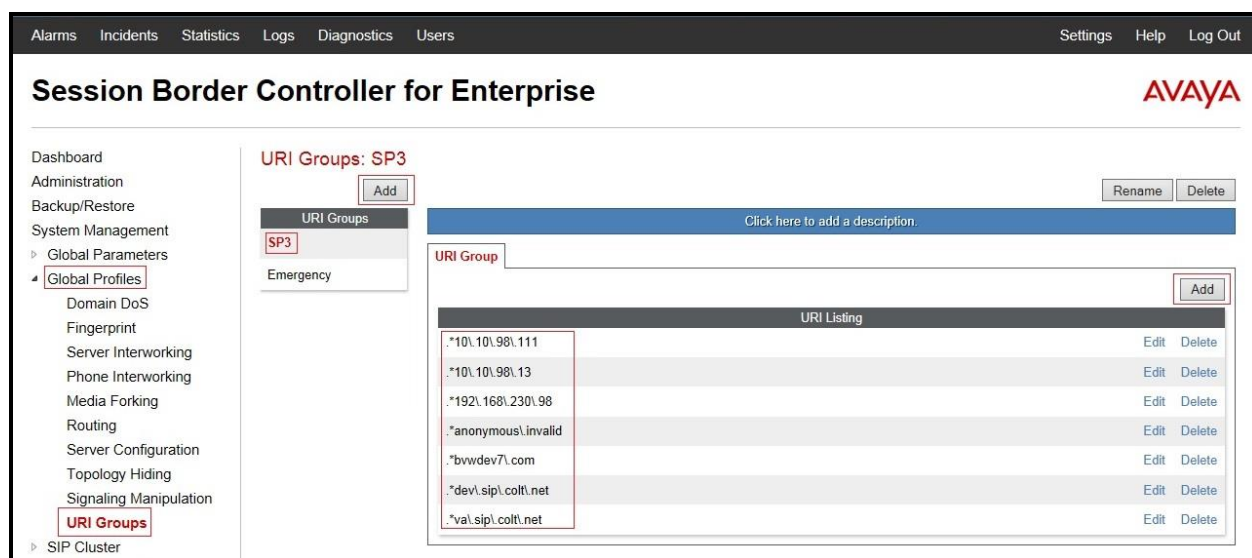 Alarms Incidents Statistics Logs Diagnostics Users Settings Help Log Out
Session Border Controller for Enterprise
AVAYA
Dashboard
Administration
Backup/Restore
System Management
Global Parameters
Global Profiles
Domain DoS
Fingerprint
Server Interworking
Phone Interworking
Media Forking
Routing
Server Configuration
Topology Hiding
Signaling Manipulation
URI Groups
SIP Cluster
URI Groups: SP3
Add
Rename Delete
URI Groups
SP3
Emergency
Click here to add a description.
URI Group
Add
URI Listing
.*10\.10\.98\.111 Edit Delete
.*10\.10\.98\.13 Edit Delete
.*192\.168\.230\.98 Edit Delete
.*anonymous\.invalid Edit Delete
.*bvwdev7\.com Edit Delete
.*dev\.sip\.colt\.net Edit Delete
.*va\.sip\.colt\.net Edit Delete